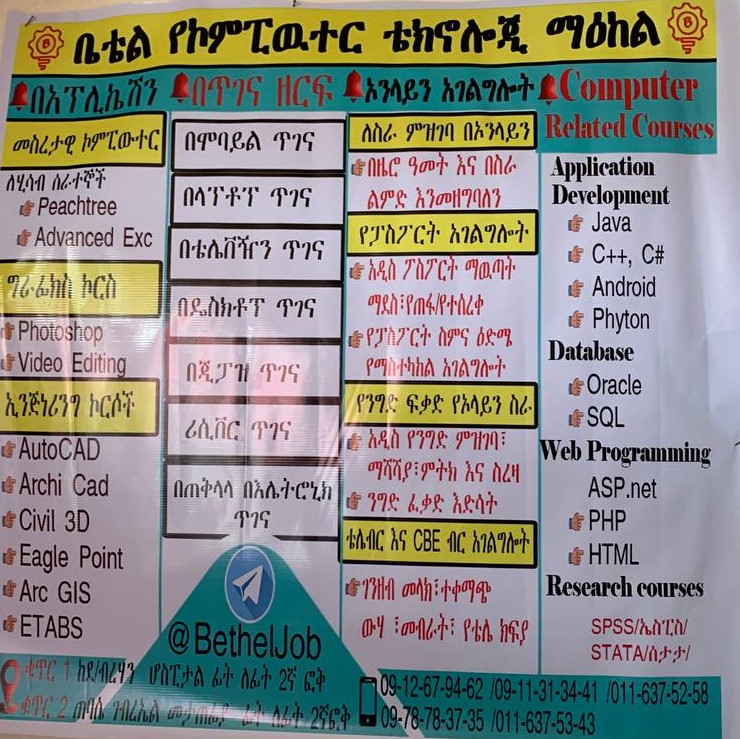 ቤቴል የኮምፒዉተር ቴክኖሎጂ ማዕከል
በአፕሊኬሽን
መሰረታዊ ኮምፒውተር
ለሂሳብ ሰራተኞች
Peachtree
Advanced Exc
ግራፊክስ ኮርስ
Photoshop
Video Editing
ኢንጅነሪንግ ኮርሶች
AutoCAD
Archi Cad
Civil 3D
Eagle Point
Arc GIS
ETABS
በጥገና ዘርፍ
በሞባይል ጥገና
በላፕቶፕ ጥገና
በቴሌቭዥን ጥገና
በዴስክቶፕ ጥገና
በጂፓዝ ጥገና
ሪሲቨር ጥገና
በጠቅላላ በኤሌትሮኒክ
ጥገና
@BethelJob
ኦንላይን አገልግሎት
ለስራ ምዝገባ በኦንላይን
በዜሮ ዓመት እና በስራ
ልምድ እንመዘግባለን
የፓስፖርት አገልግሎት
አዲስ ፖስፖርት ማዉጣት
ማደስ፣የጠፋ/የተሰረቀ
የፓስፖርት ስምና ዕድሜ
የማስተካከል አገልግሎት
የንግድ ፍቃድ የኦላይን ስራ
አዲስ የንግድ ምዝገባ፣
ማሻሻያ፣ምትክ እና ስረዛ
ንግድ ፈቃድ እድሳት
ቴሌብር እና CBE ብር አገልግሎት
ገንዘብ መላክ፣ተቀማጭ
ውሃ ፣መብራት፣ የቴሌ ክፍያ
Computer
Related Courses
Application
Development
Java
C++, C#
Android
Phyton
Database
Oracle
SQL
Web Programming
ASP.net
PHP
HTML
Research courses
SPSS/ኤስፒስ/
STATA/ስታታ/
ቁጥር 1 ከደ/ብረሃን ሆስፒታል ፊት ለፊት 2ኛ ፎቅ
ቁጥር 2 ጠባሴ ገብረኤል መታጠፊያ ፊት ለፊት 2ኛፎቅ
09-12-67-94-62 /09-11-31-34-41 /011-637-52-58
09-78-78-37-35 /011-637-53-43